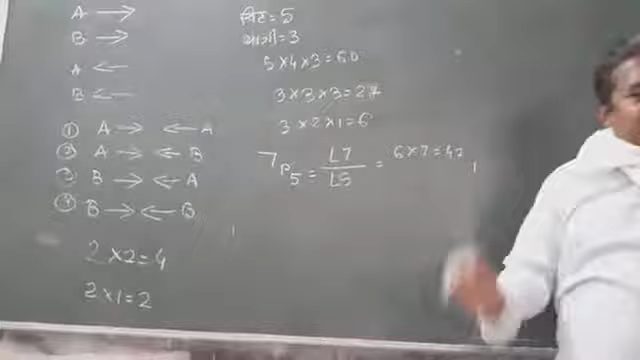 A →
B →
A ←
B ←
① A → ← A
② A → ← B
③ B → ← A
④ B → ← B
2 × 2 = 4
2 × 1 = 2
सीट = 5
यात्री = 3
5 × 4 × 3 = 60
3 × 3 × 3 = 27
3 × 2 × 1 = 6
7P5 = L7 / L5 = 6 × 7 = 42